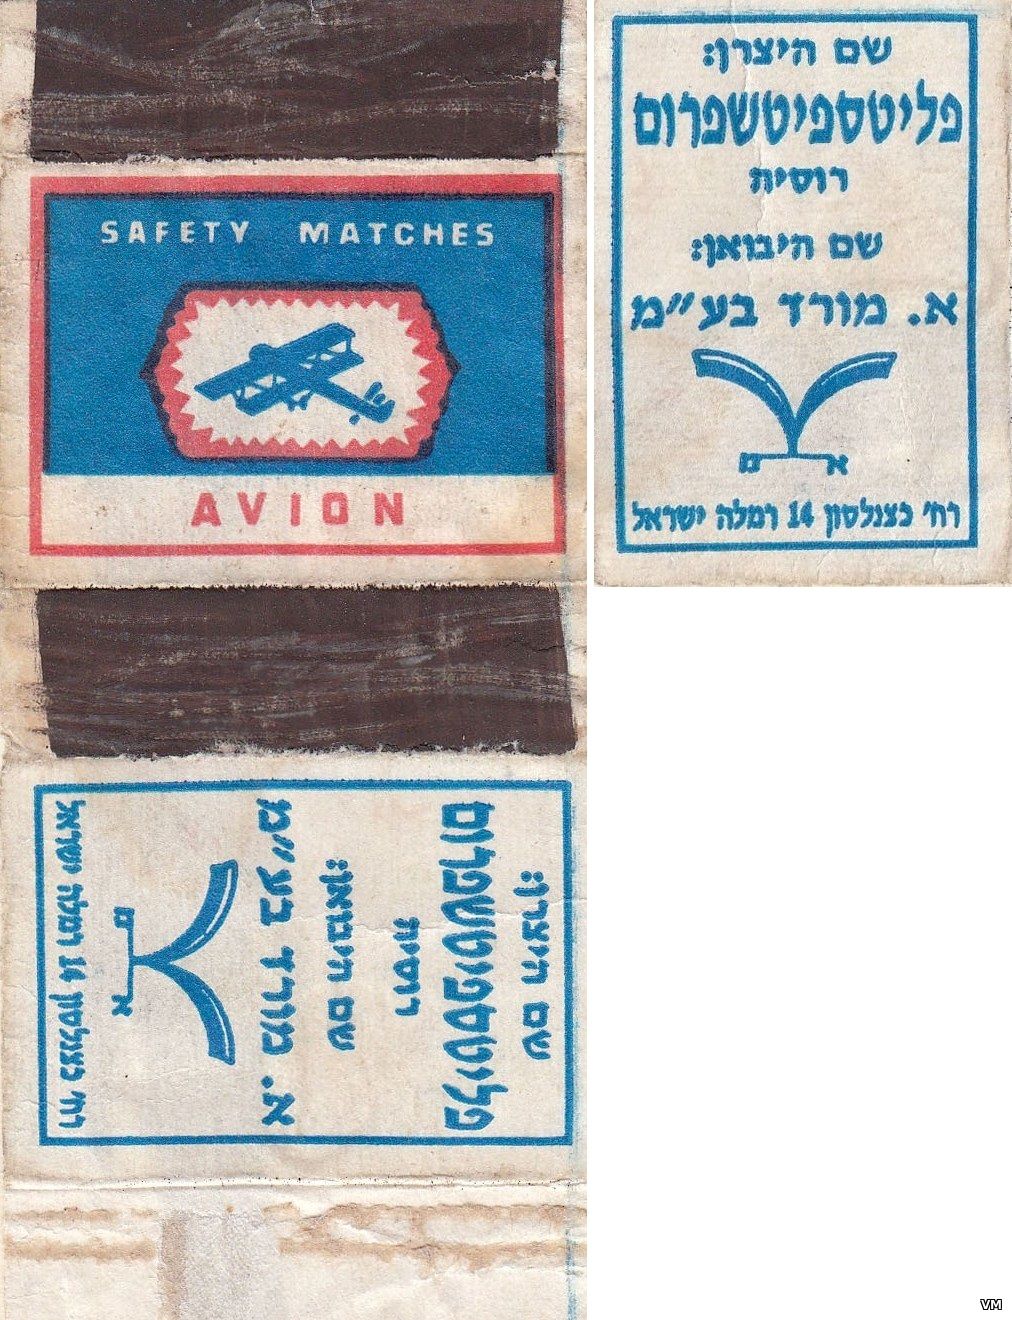 SAFETY MATCHES
AVION
שם היצרן:
פליטספיטשפרום
רוסיה
שם היבואן:
א. מורד בע״מ
א מ
רח' כצנלסון 14 רמלה ישראל
שם היצרן:
פליטספיטשפרום
רוסיה
שם היבואן:
א. מורד בע״מ
א מ
רח' כצנלסון 14 רמלה ישראל
VM